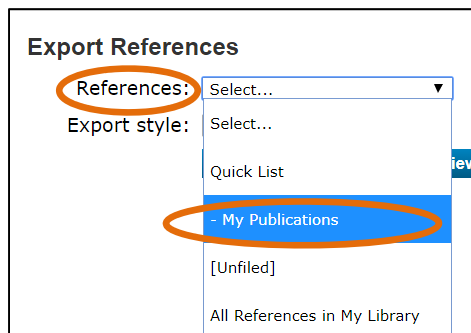 Export References
References: Select...
Export style: Select...
Quick List
- My Publications
[Unfiled]
All References in My Library